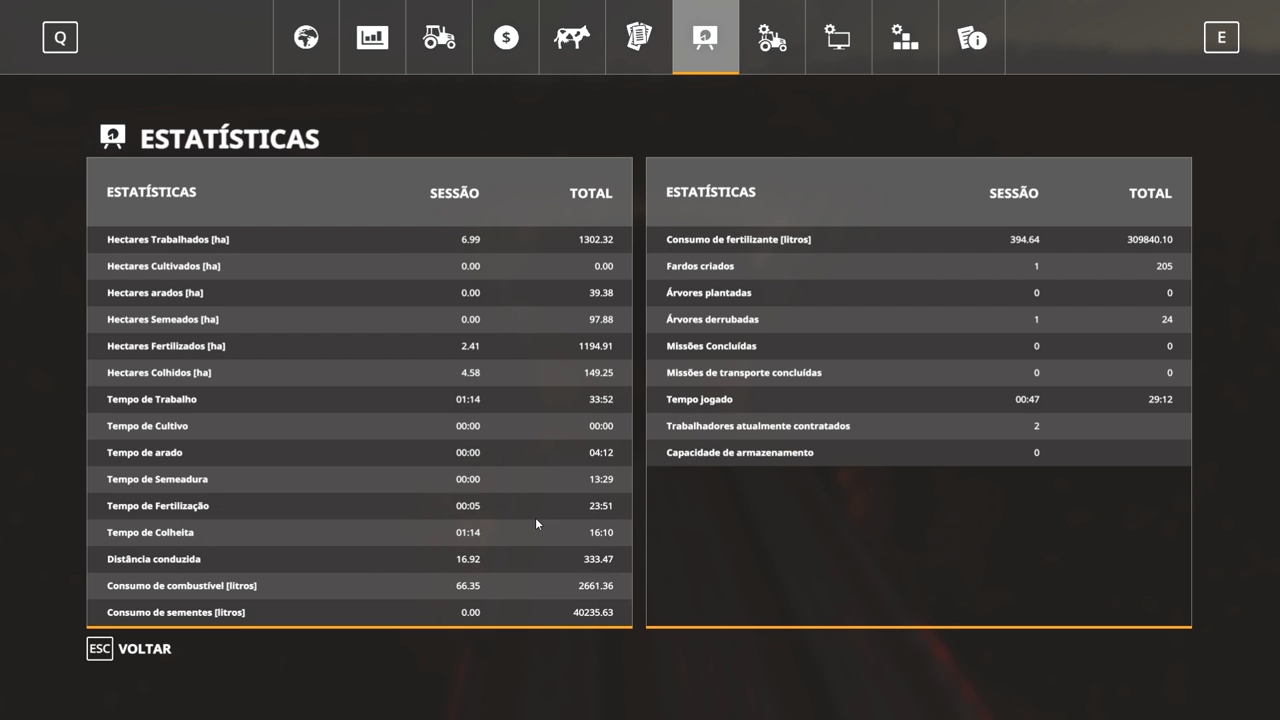 Q
$
E
ESTATÍSTICAS
ESTATÍSTICAS SESSÃO TOTAL
Hectares Trabalhados [ha] 6.99 1302.32
Hectares Cultivados [ha] 0.00 0.00
Hectares arados [ha] 0.00 39.38
Hectares Semeados [ha] 0.00 97.88
Hectares Fertilizados [ha] 2.41 1194.91
Hectares Colhidos [ha] 4.58 149.25
Tempo de Trabalho 01:14 33:52
Tempo de Cultivo 00:00 00:00
Tempo de arado 00:00 04:12
Tempo de Semeadura 00:00 13:29
Tempo de Fertilização 00:05 23:51
Tempo de Colheita 01:14 16:10
Distância conduzida 16.92 333.47
Consumo de combustível [litros] 66.35 2661.36
Consumo de sementes [litros] 0.00 40235.63
ESTATÍSTICAS SESSÃO TOTAL
Consumo de fertilizante [litros] 394.64 309840.10
Fardos criados 1 205
Árvores plantadas 0 0
Árvores derrubadas 1 24
Missões Concluídas 0 0
Missões de transporte concluídas 0 0
Tempo jogado 00:47 29:12
Trabalhadores atualmente contratados 2
Capacidade de armazenamento 0
ESC VOLTAR